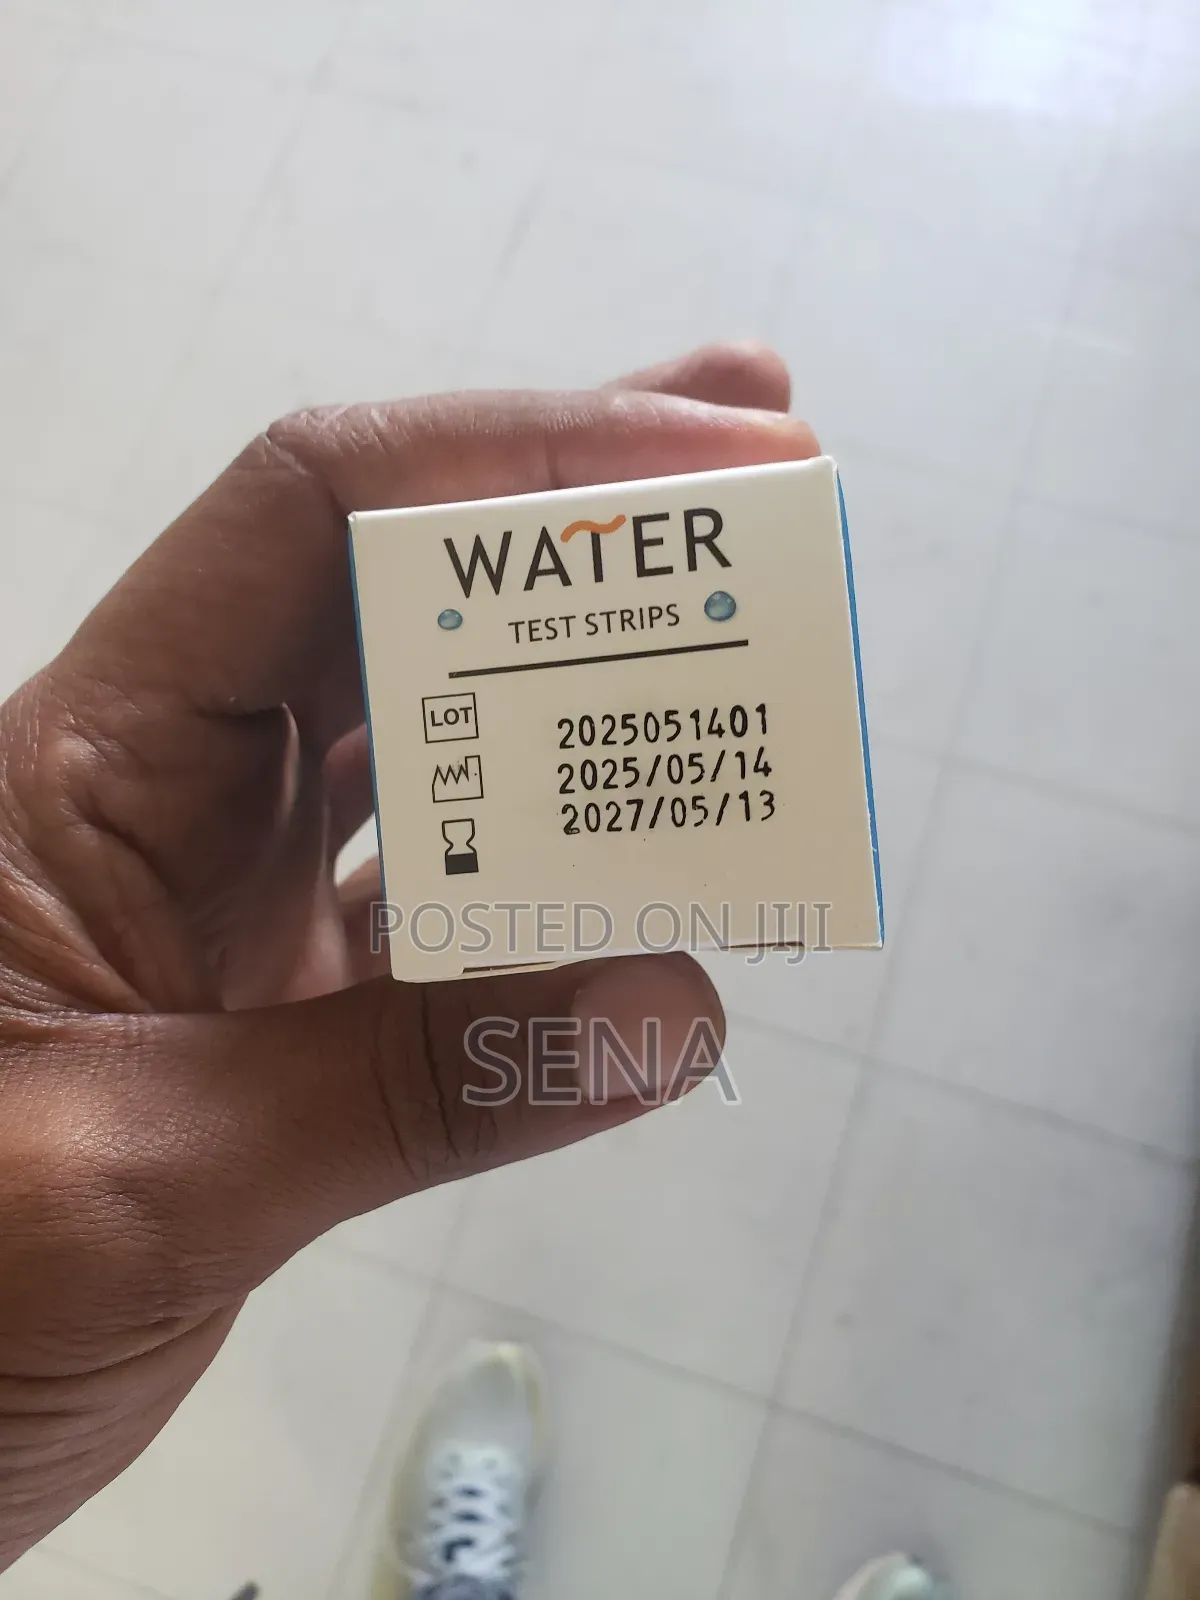 WATER
TEST STRIPS
LOT 2025051401
2025/05/14
2027/05/13
POSTED ON JIJI
SENA